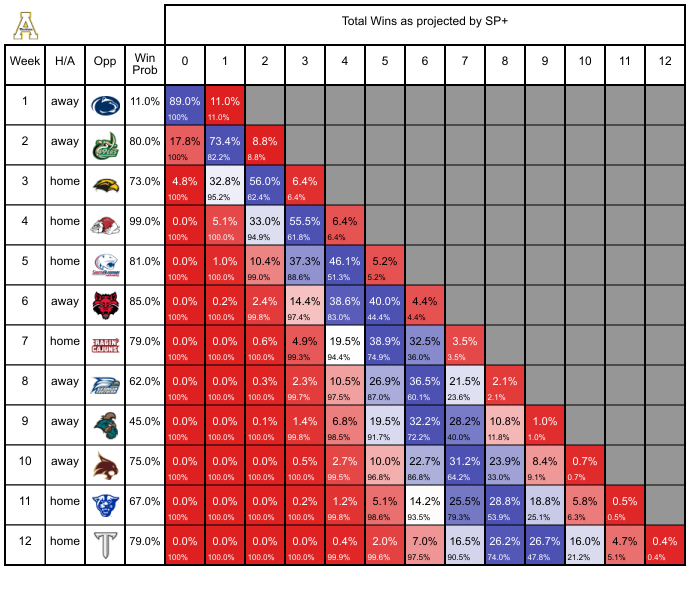 A
Total Wins as projected by SP+
Week H/A Opp Win Prob 0 1 2 3 4 5 6 7 8 9 10 11 12
1 away 11.0% 89.0% 11.0%
100% 11.0%
2 away 80.0% 17.8% 73.4% 8.8%
100% 82.2% 8.8%
3 home 73.0% 4.8% 32.8% 56.0% 6.4%
100% 95.2% 62.4% 6.4%
4 home 99.0% 0.0% 5.1% 33.0% 55.5% 6.4%
100% 100.0% 94.9% 61.8% 6.4%
5 home 81.0% 0.0% 1.0% 10.4% 37.3% 46.1% 5.2%
100% 100.0% 99.0% 88.6% 51.3% 5.2%
6 away 85.0% 0.0% 0.2% 2.4% 14.4% 38.6% 40.0% 4.4%
100% 100.0% 99.8% 97.4% 83.0% 44.4% 4.4%
7 home RAGIN' CAJUNS 79.0% 0.0% 0.0% 0.6% 4.9% 19.5% 38.9% 32.5% 3.5%
100% 100.0% 100.0% 99.3% 94.4% 74.9% 36.0% 3.5%
8 away 62.0% 0.0% 0.0% 0.3% 2.3% 10.5% 26.9% 36.5% 21.5% 2.1%
100% 100.0% 100.0% 99.7% 97.5% 87.0% 60.1% 23.6% 2.1%
9 away 45.0% 0.0% 0.0% 0.1% 1.4% 6.8% 19.5% 32.2% 28.2% 10.8% 1.0%
100% 100.0% 100.0% 99.8% 98.5% 91.7% 72.2% 40.0% 11.8% 1.0%
10 away 75.0% 0.0% 0.0% 0.0% 0.5% 2.7% 10.0% 22.7% 31.2% 23.9% 8.4% 0.7%
100% 100.0% 100.0% 100.0% 99.5% 96.8% 86.8% 64.2% 33.0% 9.1% 0.7%
11 home 67.0% 0.0% 0.0% 0.0% 0.2% 1.2% 5.1% 14.2% 25.5% 28.8% 18.8% 5.8% 0.5%
100% 100.0% 100.0% 100.0% 99.8% 98.6% 93.5% 79.3% 53.9% 25.1% 6.3% 0.5%
12 home T 79.0% 0.0% 0.0% 0.0% 0.0% 0.4% 2.0% 7.0% 16.5% 26.2% 26.7% 16.0% 4.7% 0.4%
100% 100.0% 100.0% 100.0% 99.9% 99.6% 97.5% 90.5% 74.0% 47.8% 21.2% 5.1% 0.4%